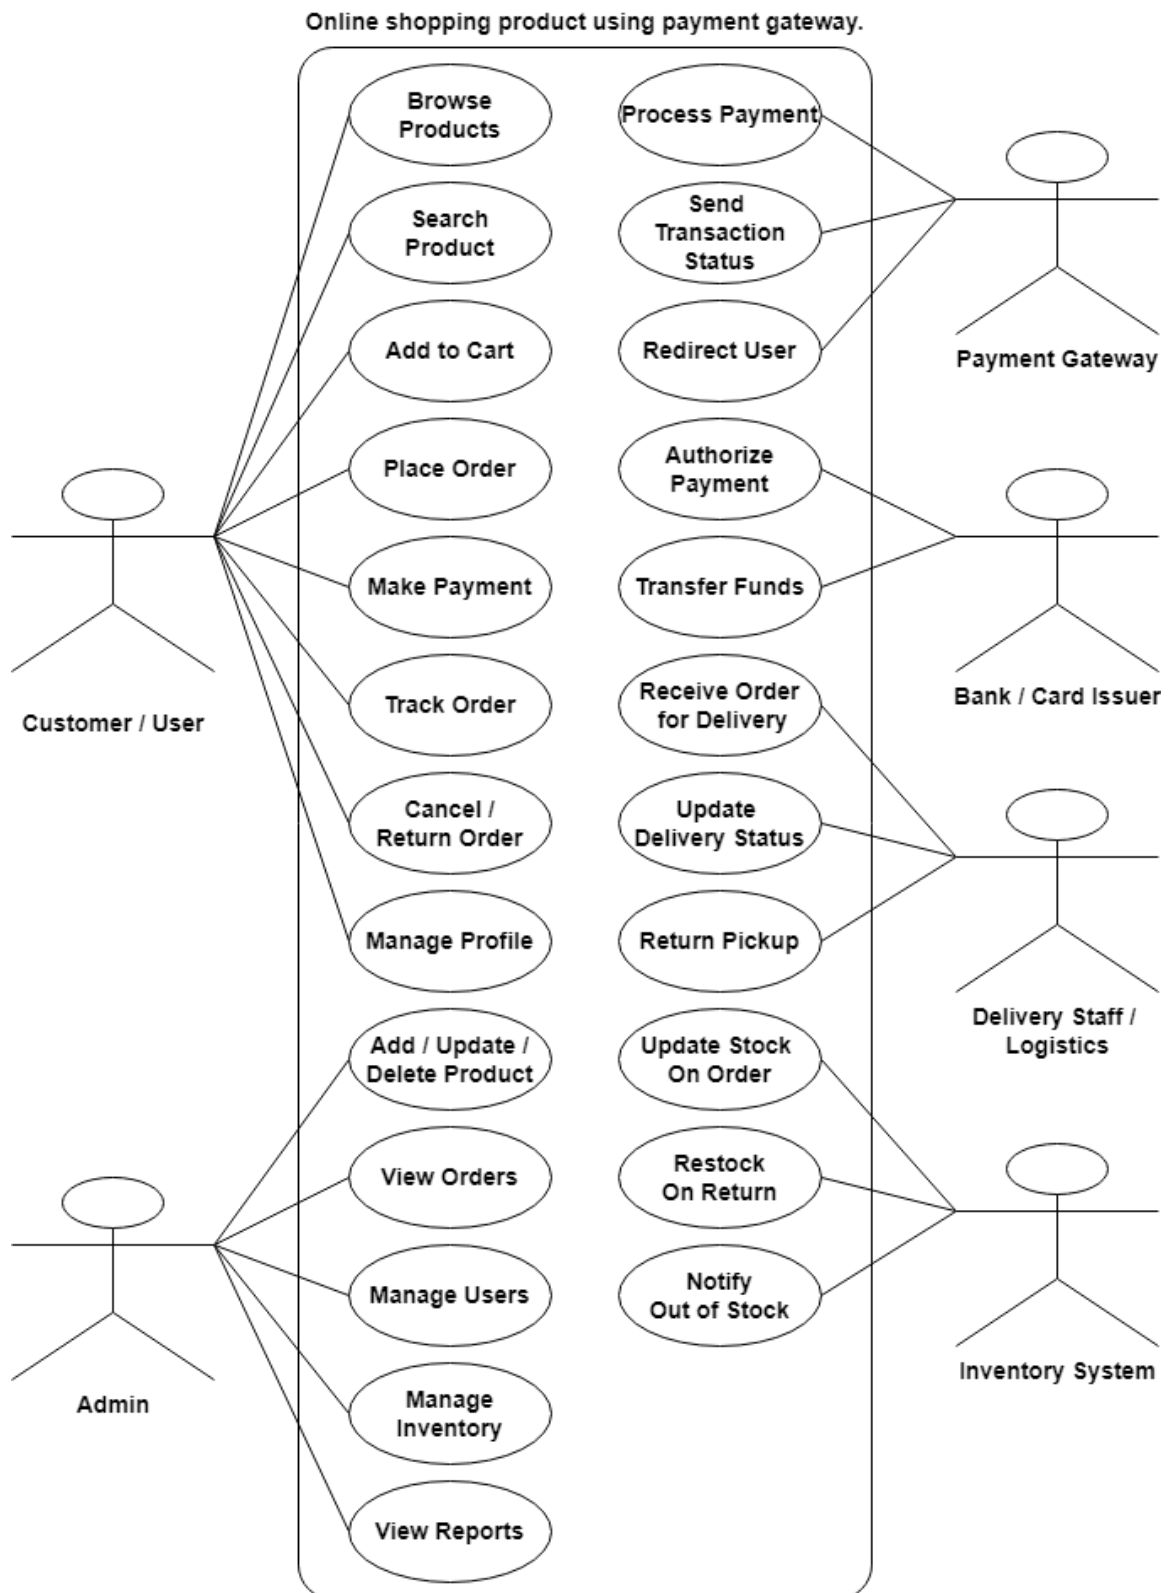 Online shopping product using payment gateway.
Browse
Products
Search
Product
Add to Cart
Place Order
Make Payment
Track Order
Cancel /
Return Order
Manage Profile
Add / Update /
Delete Product
View Orders
Manage Users
Manage
Inventory
View Reports
Process Payment
Send
Transaction
Status
Redirect User
Authorize
Payment
Transfer Funds
Receive Order
for Delivery
Update
Delivery Status
Return Pickup
Update Stock
On Order
Restock
On Return
Notify
Out of Stock
Customer / User
Admin
Payment Gateway
Bank / Card Issuer
Delivery Staff /
Logistics
Inventory System